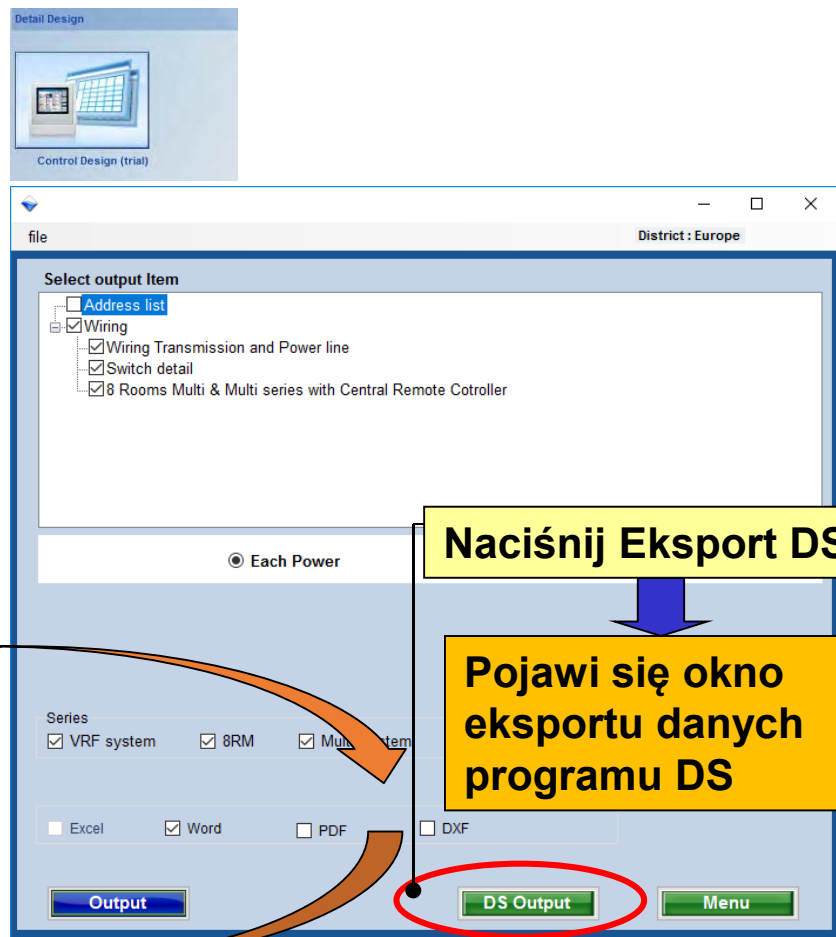 Detail Design
Control Design (trial)
file
District : Europe
Select output Item
Address list
Wiring
Wiring Transmission and Power line
Switch detail
8 Rooms Multi & Multi series with Central Remote Cotroller
Each Power
Naciśnij Eksport DS
Pojawi się okno
eksportu danych
programu DS
Series
VRF system 8RM
Excel Word PDF DXF
Output DS Output Menu